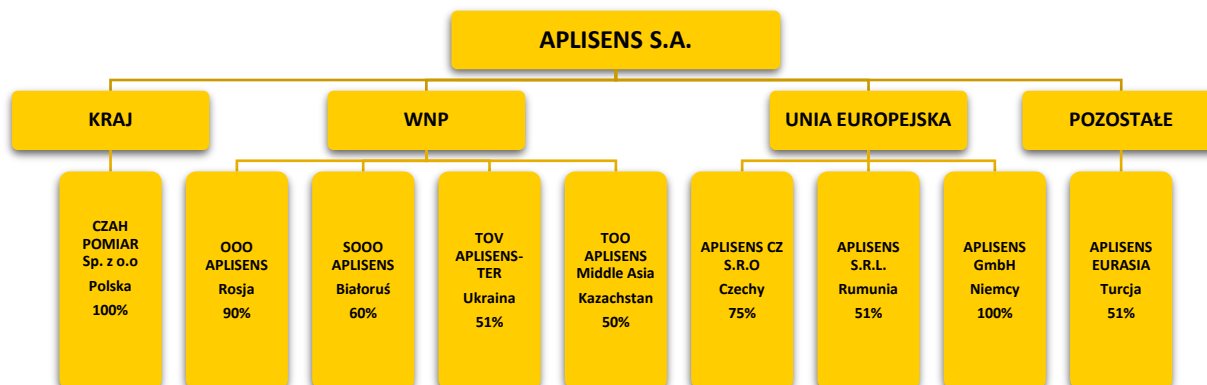 APLISENS S.A.
KRAJ
WNP
UNIA EUROPEJSKA
POZOSTAŁE
CZAH
POMIAR
Sp. z o.o
Polska
100%
OOO
APLISENS
Rosja
90%
SOOO
APLISENS
Białoruś
60%
TOV
APLISENS-
TER
Ukraina
51%
TOO
APLISENS
Middle Asia
Kazachstan
50%
APLISENS CZ
S.R.O
Czechy
75%
APLISENS
S.R.L.
Rumunia
51%
APLISENS
GmbH
Niemcy
100%
APLISENS
EURASIA
Turcja
51%